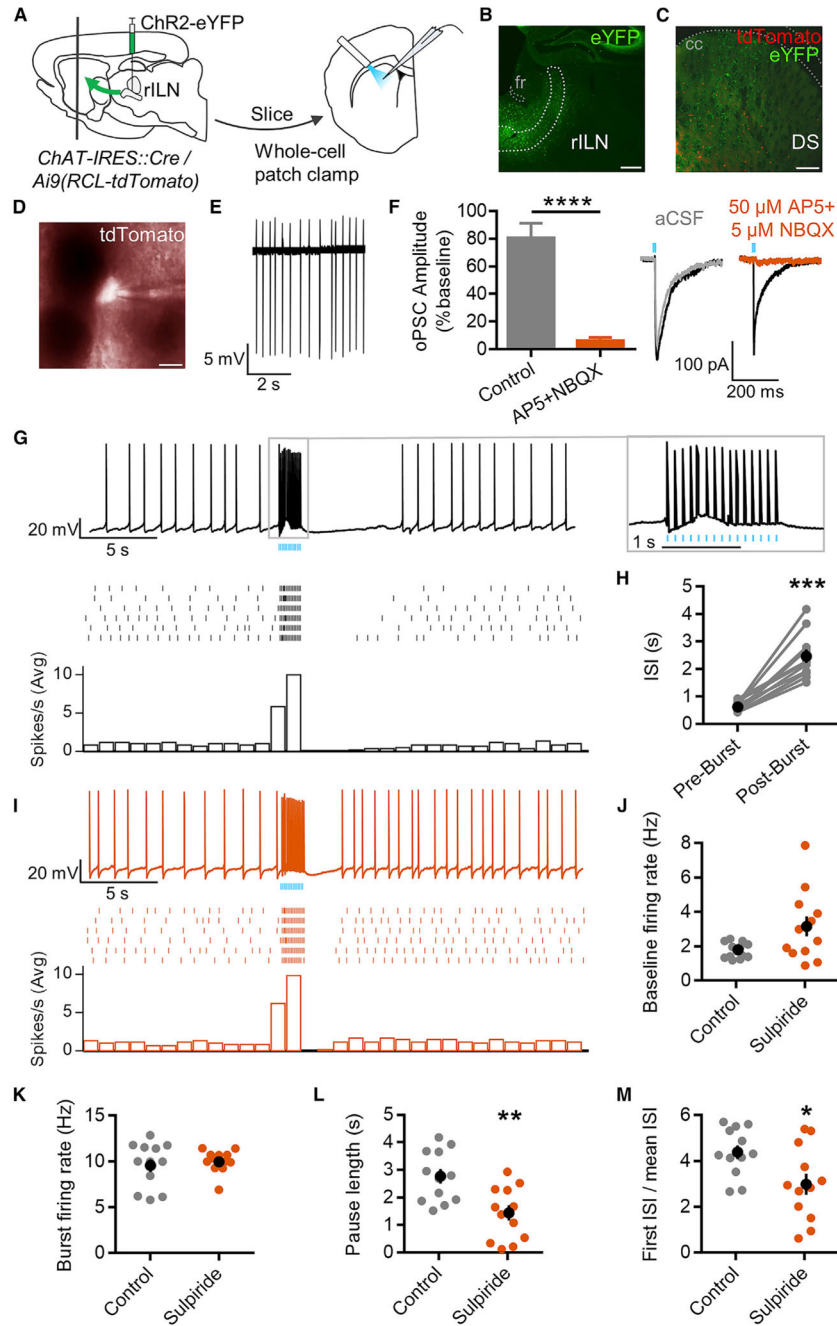 A
ChR2-eYFP
rILN
Slice
Whole-cell
patch clamp
ChAT-IRES::Cre /
Ai9(RCL-tdTomato)
B
eYFP
fr
rILN
C
tdTomato
eYFP
cc
DS
D
tdTomato
E
5 mV
2 s
F
oPSC Amplitude
(% baseline)
100
80
60
40
20
0
****
Control
AP5+NBQX
aCSF
50 μM AP5+
5 μM NBQX
100 pA
200 ms
G
20 mV
5 s
1 s
Spikes/s (Avg)
10
5
0
H
ISI (s)
5
4
3
2
1
0
***
Pre-Burst
Post-Burst
I
20 mV
5 s
Spikes/s (Avg)
10
5
0
J
Baseline firing rate (Hz)
8
6
4
2
0
Control
Sulpiride
K
Burst firing rate (Hz)
15
10
5
0
Control
Sulpiride
L
Pause length (s)
5
4
3
2
1
0
**
Control
Sulpiride
M
First ISI / mean ISI
6
4
2
0
*
Control
Sulpiride